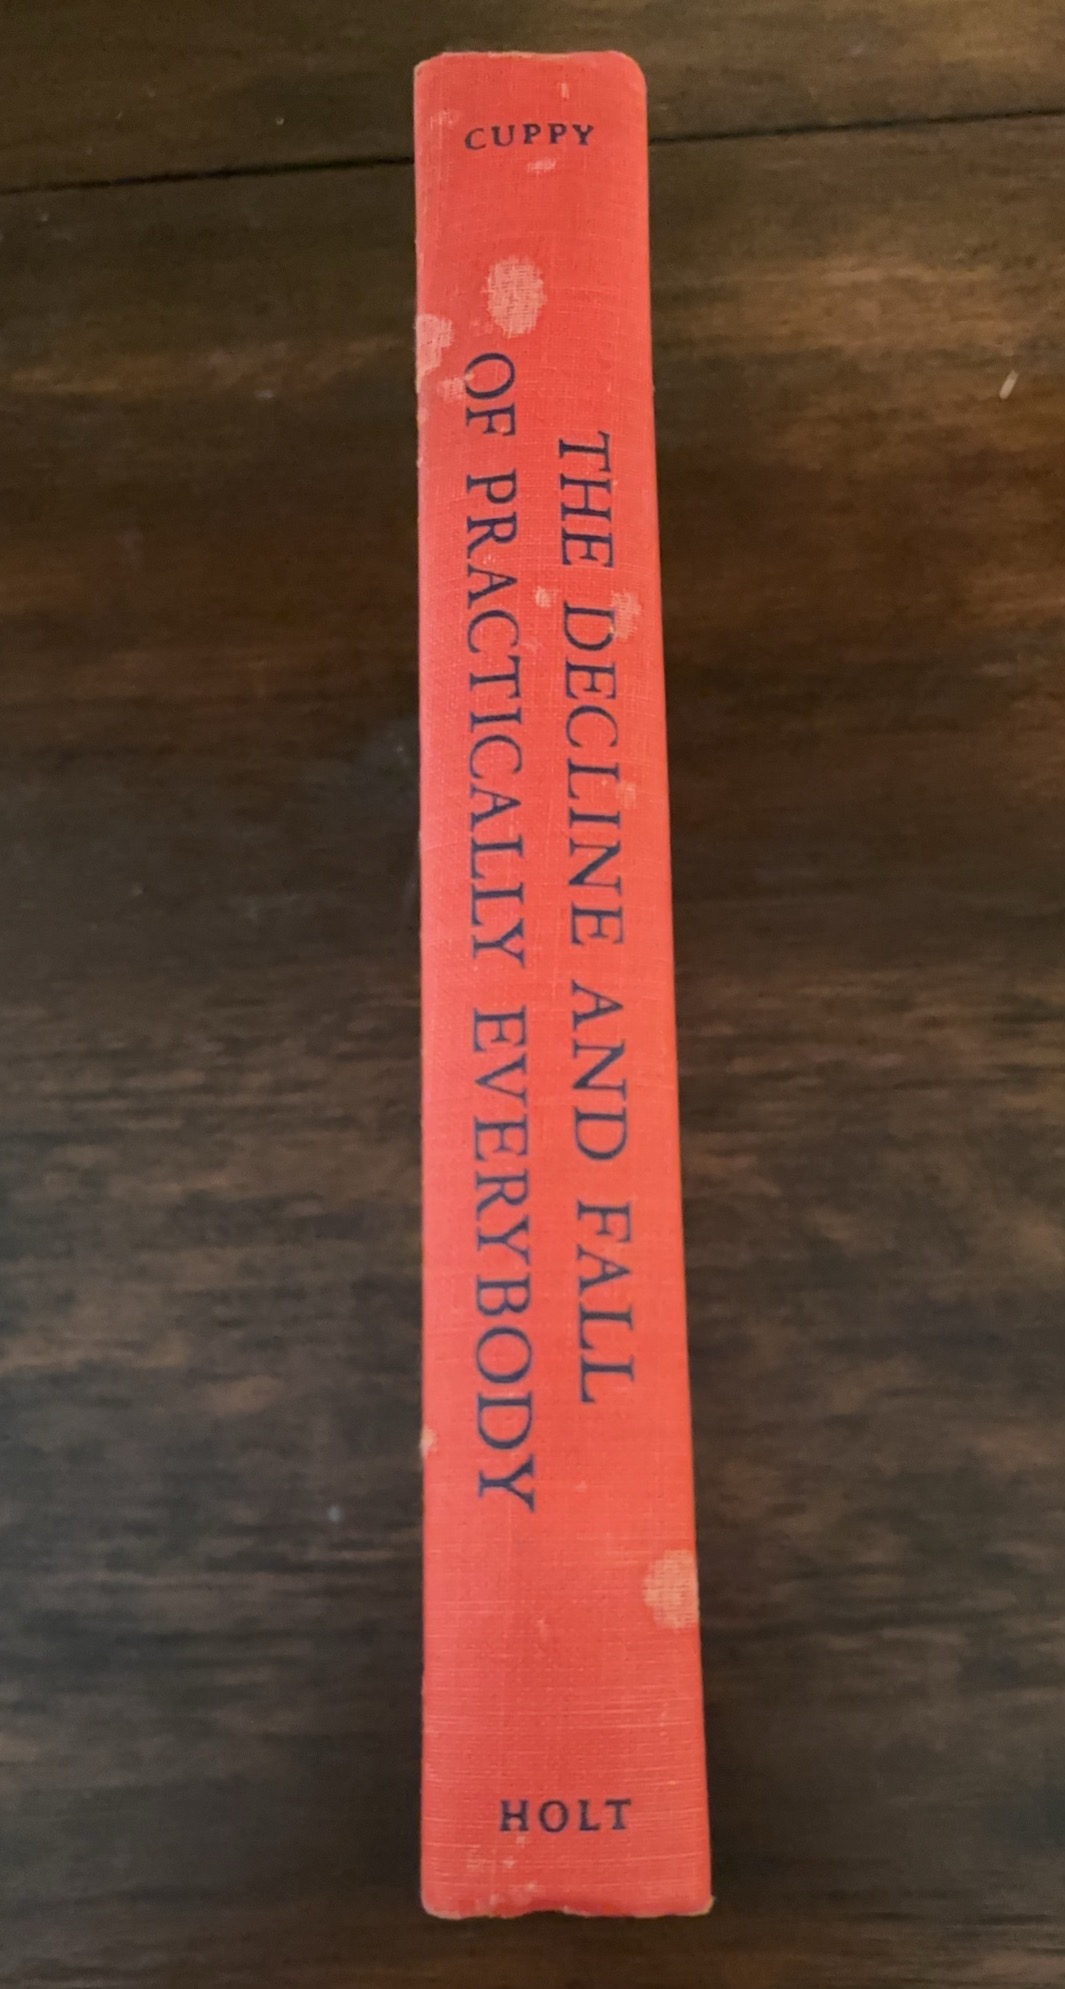 CUPPY
THE DECLINE AND FALL
OF PRACTICALLY EVERYBODY
HOLT